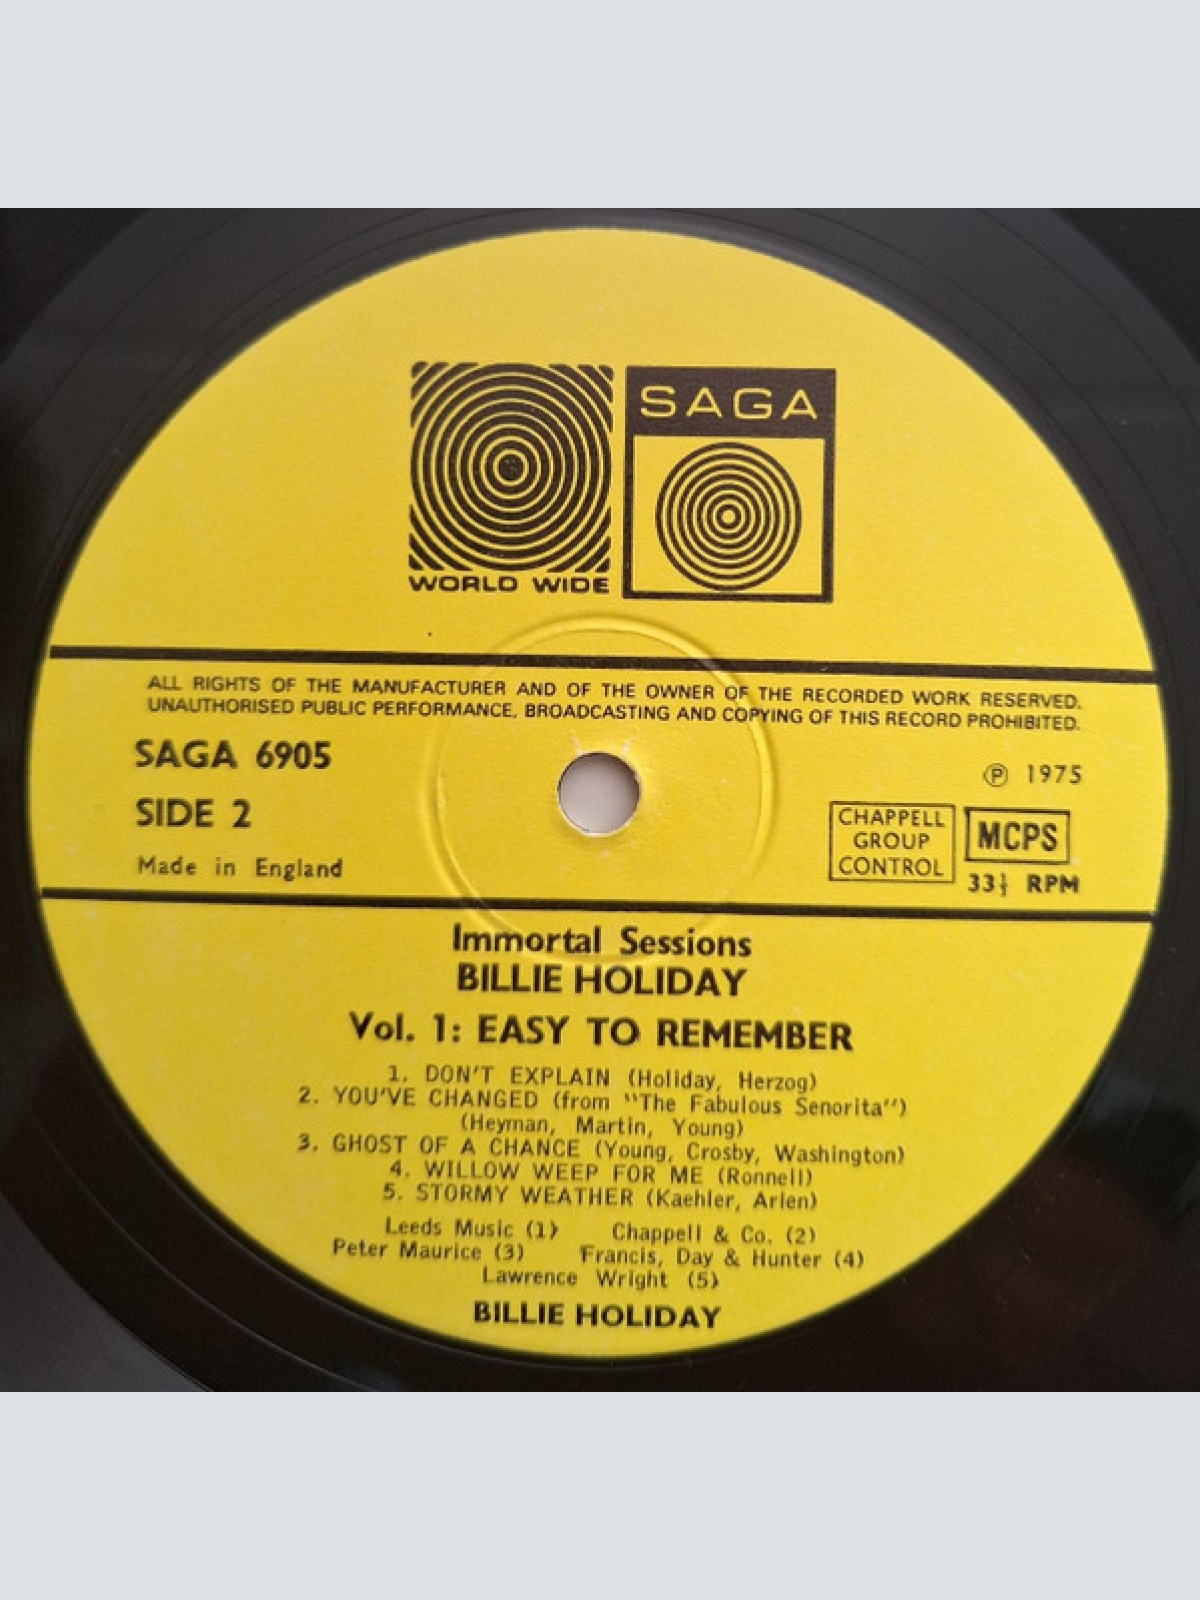 WORLD WIDE
SAGA
ALL RIGHTS OF THE MANUFACTURER AND OF THE OWNER OF THE RECORDED WORK RESERVED.
UNAUTHORISED PUBLIC PERFORMANCE, BROADCASTING AND COPYING OF THIS RECORD PROHIBITED.
SAGA 6905
SIDE 2
Made in England
℗ 1975
CHAPPELL
GROUP
CONTROL
MCPS
33⅓ RPM
Immortal Sessions
BILLIE HOLIDAY
Vol. 1: EASY TO REMEMBER
1. DON'T EXPLAIN (Holiday, Herzog)
2. YOU'VE CHANGED (from "The Fabulous Senorita")
(Heyman, Martin, Young)
3. GHOST OF A CHANCE (Young, Crosby, Washington)
4. WILLOW WEEP FOR ME (Ronnell)
5. STORMY WEATHER (Kaehler, Arlen)
Leeds Music (1) Chappell & Co. (2)
Peter Maurice (3) Francis, Day & Hunter (4)
Lawrence Wright (5)
BILLIE HOLIDAY